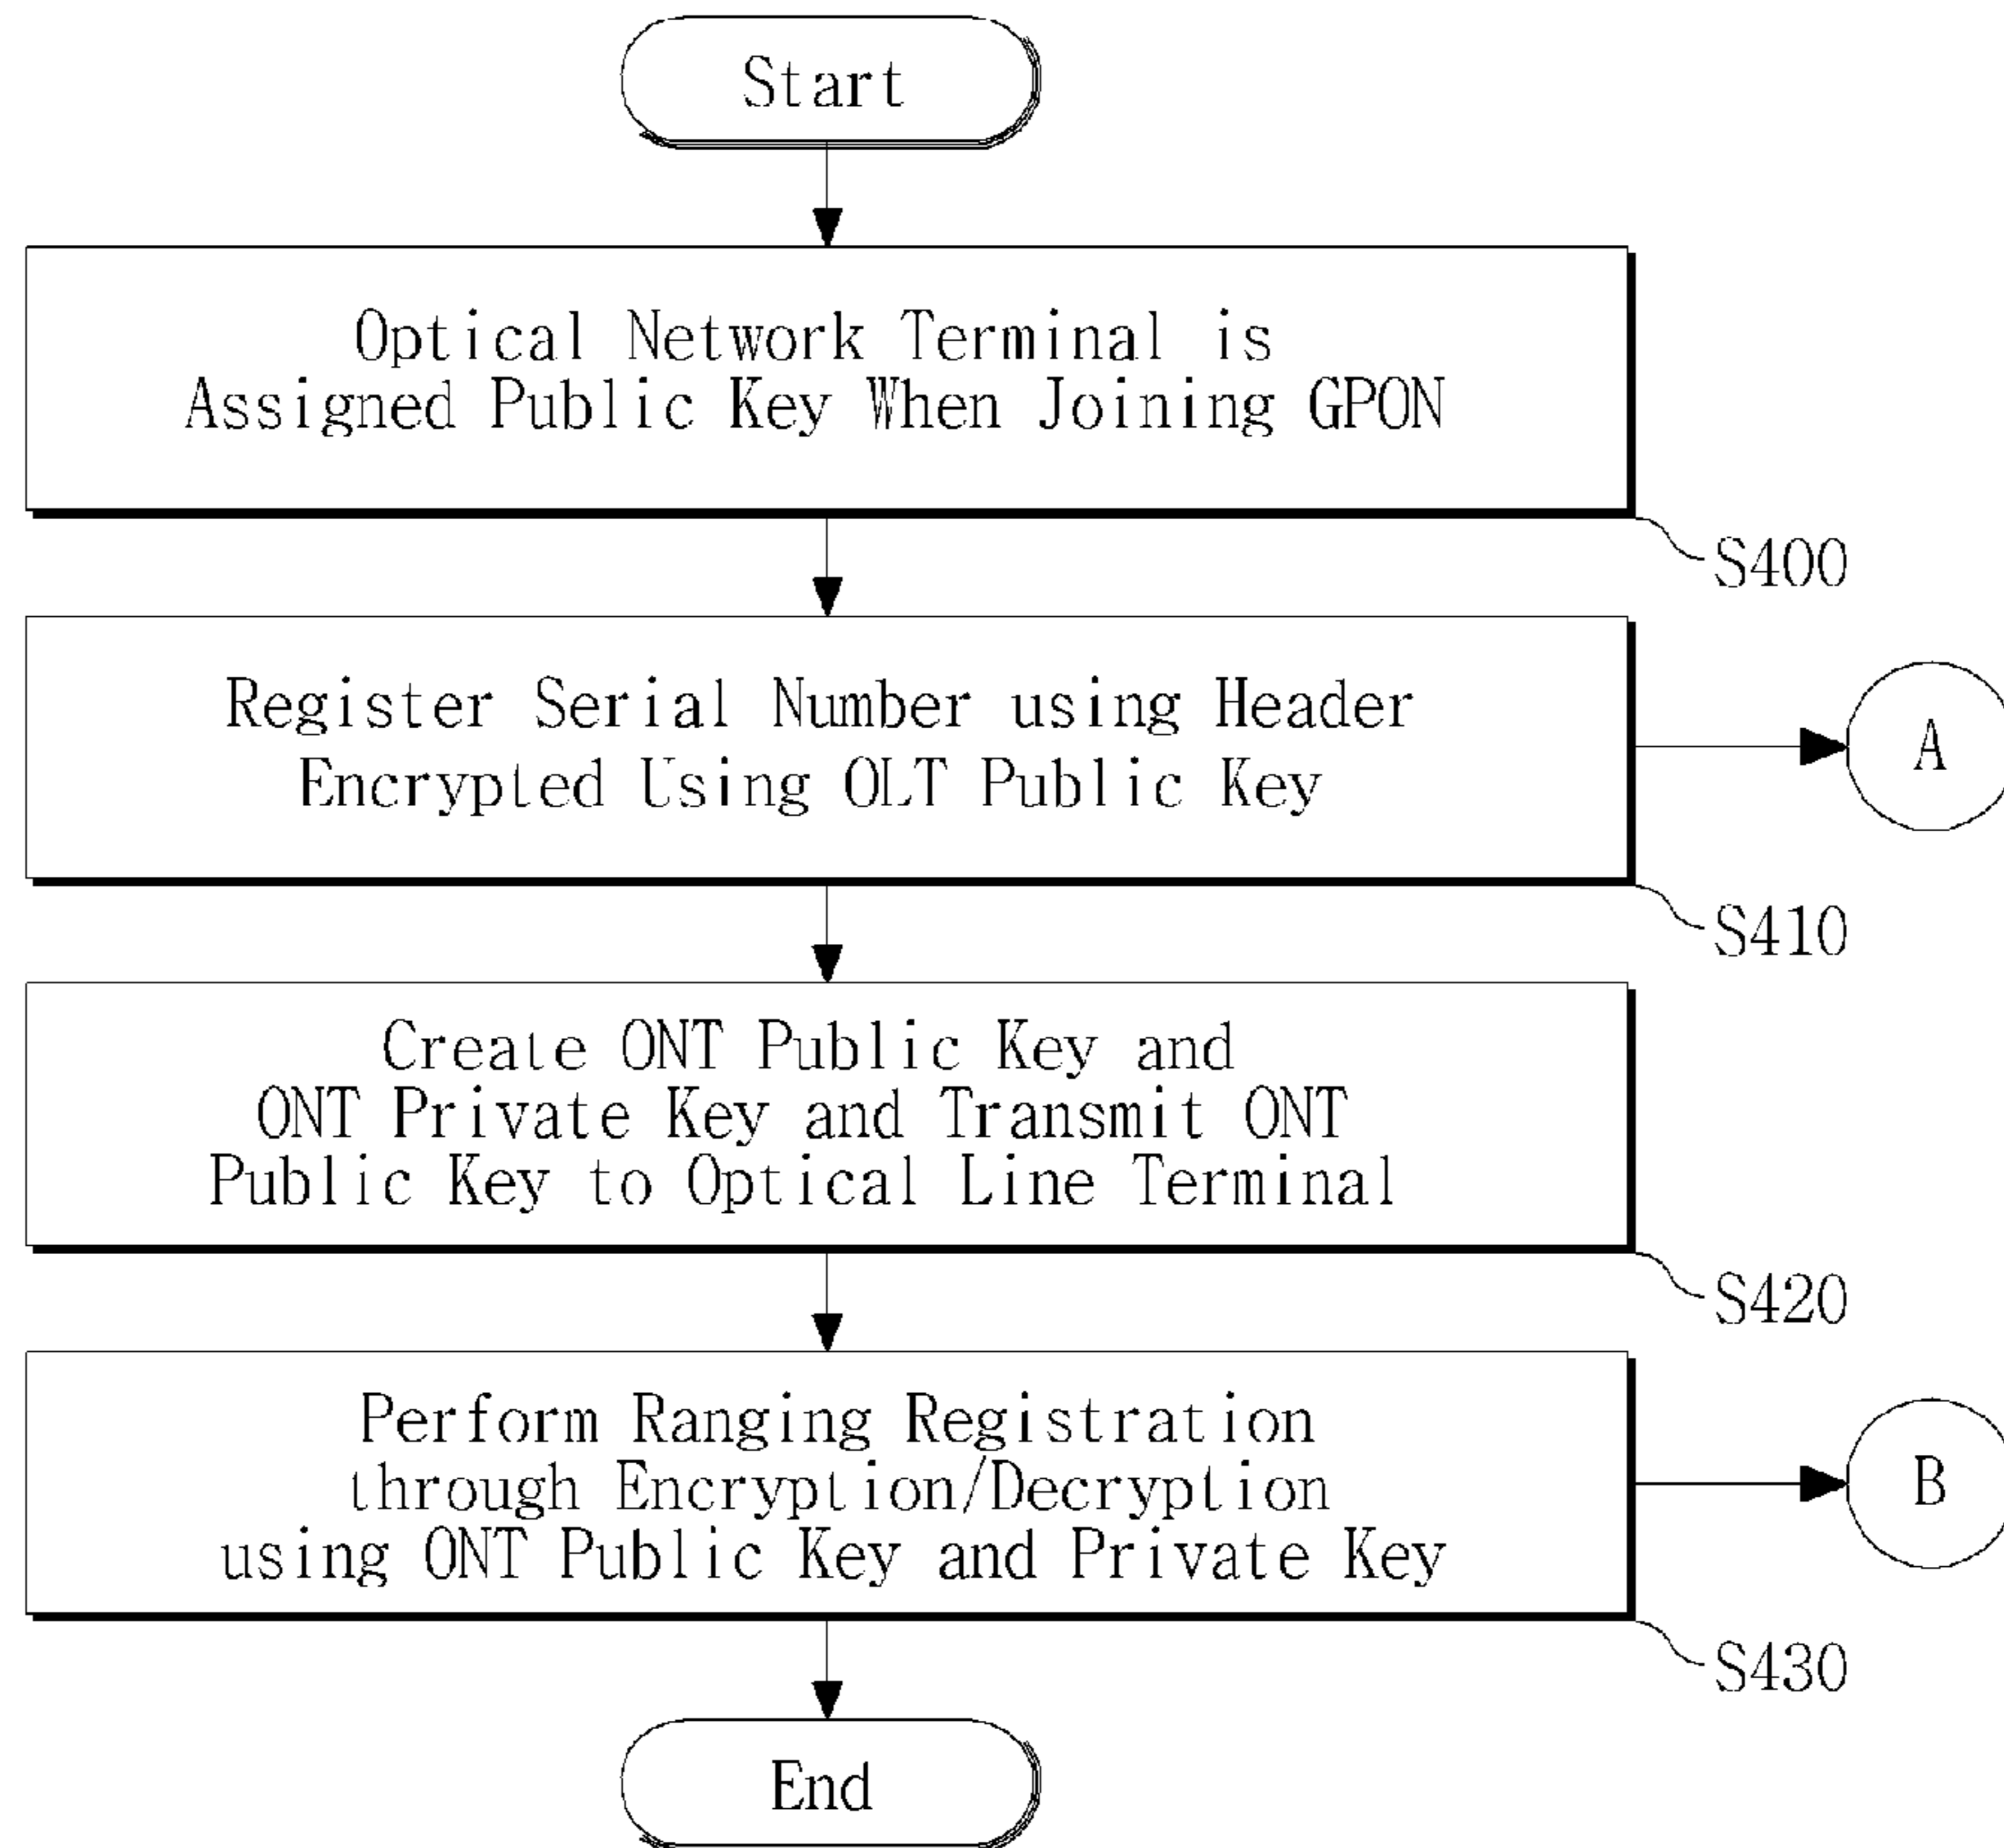 Start
Optical Network Terminal is
Assigned Public Key When Joining GPON
S400
Register Serial Number using Header
Encrypted Using OLT Public Key
A
S410
Create ONT Public Key and
ONT Private Key and Transmit ONT
Public Key to Optical Line Terminal
S420
Perform Ranging Registration
through Encryption/Decryption
using ONT Public Key and Private Key
B
S430
End